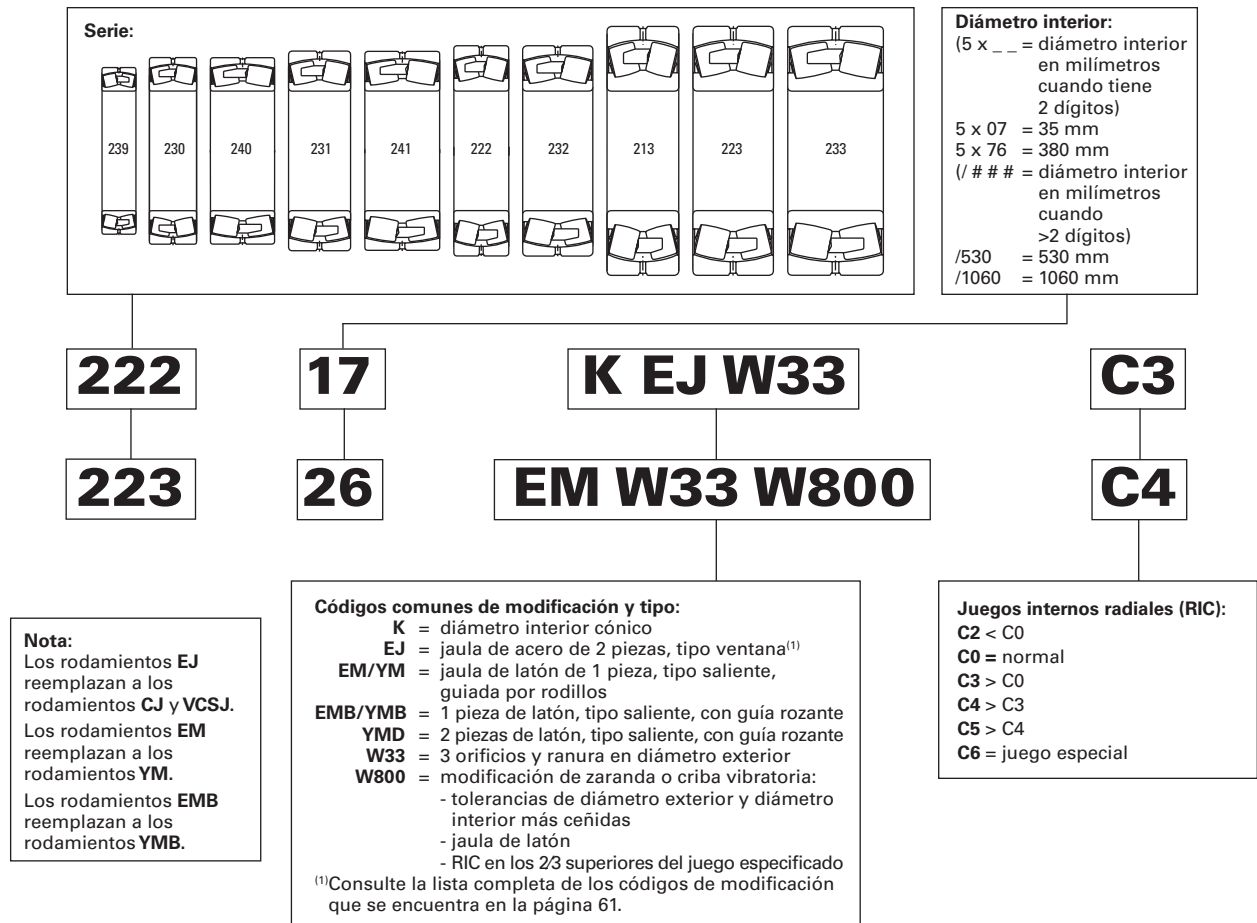 Serie:
239
230
240
231
241
222
232
213
223
233
Diámetro interior:
(5 x _ _ = diámetro interior
en milímetros
cuando tiene
2 dígitos)
5 x 07 = 35 mm
5 x 76 = 380 mm
(/ # # # = diámetro interior
en milímetros
cuando
>2 dígitos)
/530 = 530 mm
/1060 = 1060 mm
222
17
K EJ W33
C3
223
26
EM W33 W800
C4
Nota:
Los rodamientos EJ
reemplazan a los
rodamientos CJ y VCSJ.
Los rodamientos EM
reemplazan a los
rodamientos YM.
Los rodamientos EMB
reemplazan a los
rodamientos YMB.
Códigos comunes de modificación y tipo:
K = diámetro interior cónico
EJ = jaula de acero de 2 piezas, tipo ventana(1)
EM/YM = jaula de latón de 1 pieza, tipo saliente,
guiada por rodillos
EMB/YMB = 1 pieza de latón, tipo saliente, con guía rozante
YMD = 2 piezas de latón, tipo saliente, con guía rozante
W33 = 3 orificios y ranura en diámetro exterior
W800 = modificación de zaranda o criba vibratoria:
- tolerancias de diámetro exterior y diámetro
interior más ceñidas
- jaula de latón
- RIC en los 2/3 superiores del juego especificado
(1)Consulte la lista completa de los códigos de modificación
que se encuentra en la página 61.
Juegos internos radiales (RIC):
C2 < C0
C0 = normal
C3 > C0
C4 > C3
C5 > C4
C6 = juego especial